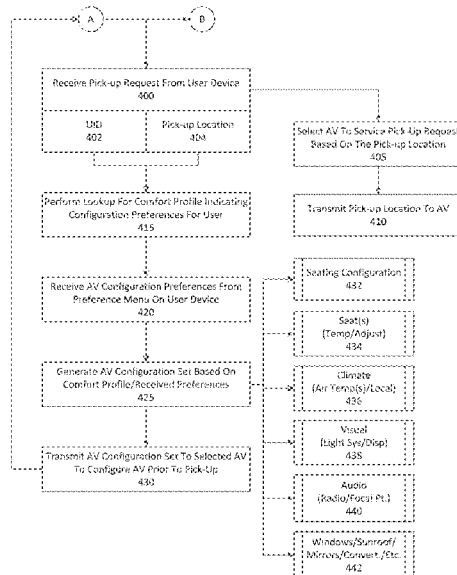 A
B
Receive Pick-up Request From User Device
400
UID
402
Pick-up Location
404
Select AV To Service Pick-Up Request
Based On The Pick-up Location
405
Transmit Pick-up Location To AV
410
Perform Lookup For Comfort Profile Indicating
Configuration Preferences For User
415
Receive AV Configuration Preferences From
Preference Menu On User Device
420
Generate AV Configuration Set Based On
Comfort Profile/Received Preferences
425
Transmit AV Configuration Set To Selected AV
To Configure AV Prior To Pick-Up
430
Seating Configuration
432
Seat(s)
(Temp/Adjust)
434
Climate
(Air Temp(s)/Local)
436
Visual
(Light Sys/Disp)
438
Audio
(Radio/Focal Pt.)
440
Windows/Sunroof/
Mirrors/Convert./Etc.
442